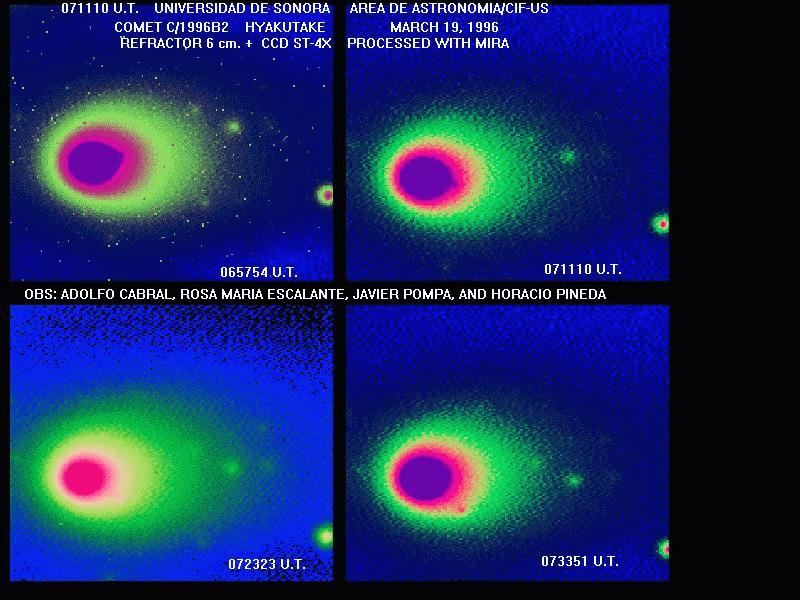 071110 U.T. UNIVERSIDAD DE SONORA AREA DE ASTRONOMIA/CIF-US
COMET C/1996B2 HYAKUTAKE MARCH 19, 1996
REFRACTOR 6 cm. + CCD ST-4X PROCESSED WITH MIRA
065754 U.T.
071110 U.T.
OBS: ADOLFO CABRAL, ROSA MARIA ESCALANTE, JAVIER POMPA, AND HORACIO PINEDA
072323 U.T.
073351 U.T.